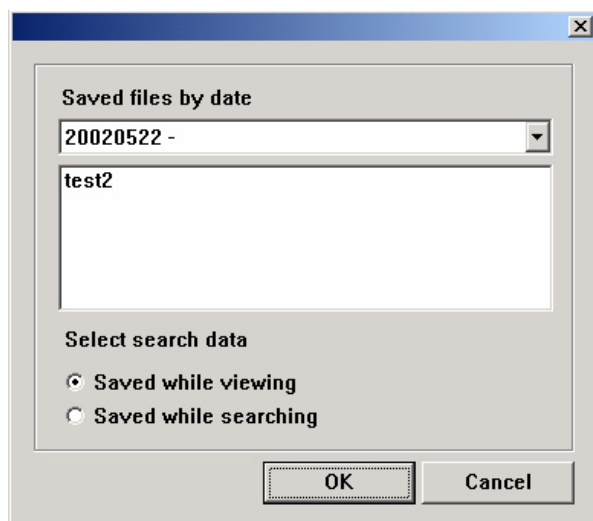 Saved files by date
20020522 -
test2
Select search data
Saved while viewing
Saved while searching
OK
Cancel